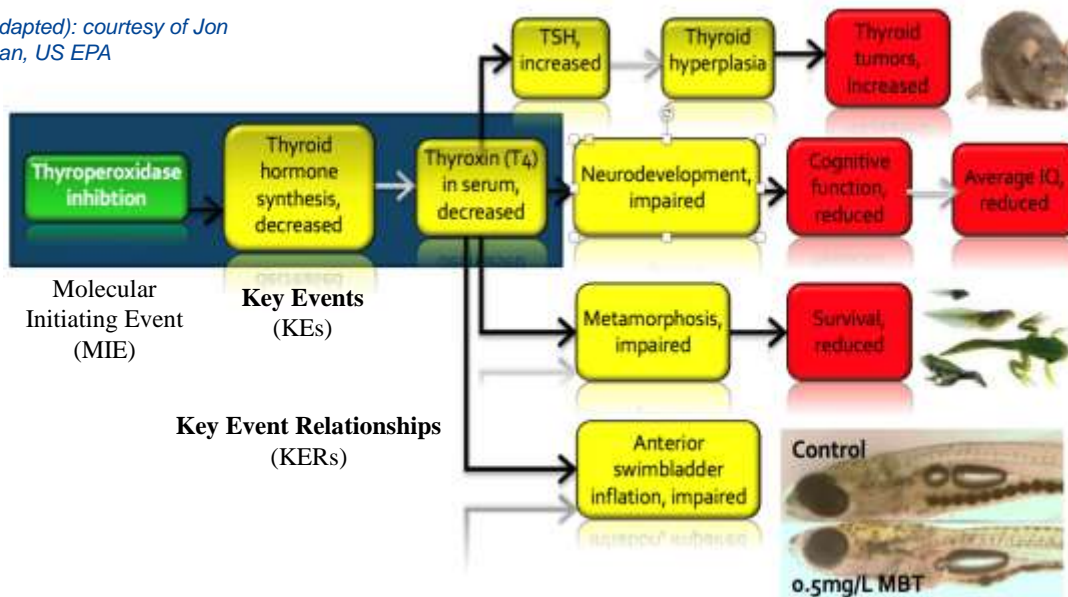 dapted): courtesy of Jon
an, US EPA
TSH,
increased
Thyroid
hyperplasia
Thyroid
tumors,
Increased
Thyroperoxidase
inhibtion
Thyroid
hormone
synthesis,
decreased
Thyroxin (T4)
in serum,
decreased
Neurodevelopment,
impaired
Cognitive
function,
reduced
Average IQ,
reduced
Molecular
Initiating Event
(MIE)
Key Events
(KEs)
Metamorphosis,
impaired
Survival,
reduced
Key Event Relationships
(KERs)
Anterior
swimbladder
inflation, impaired
Control
0.5mg/L MBT